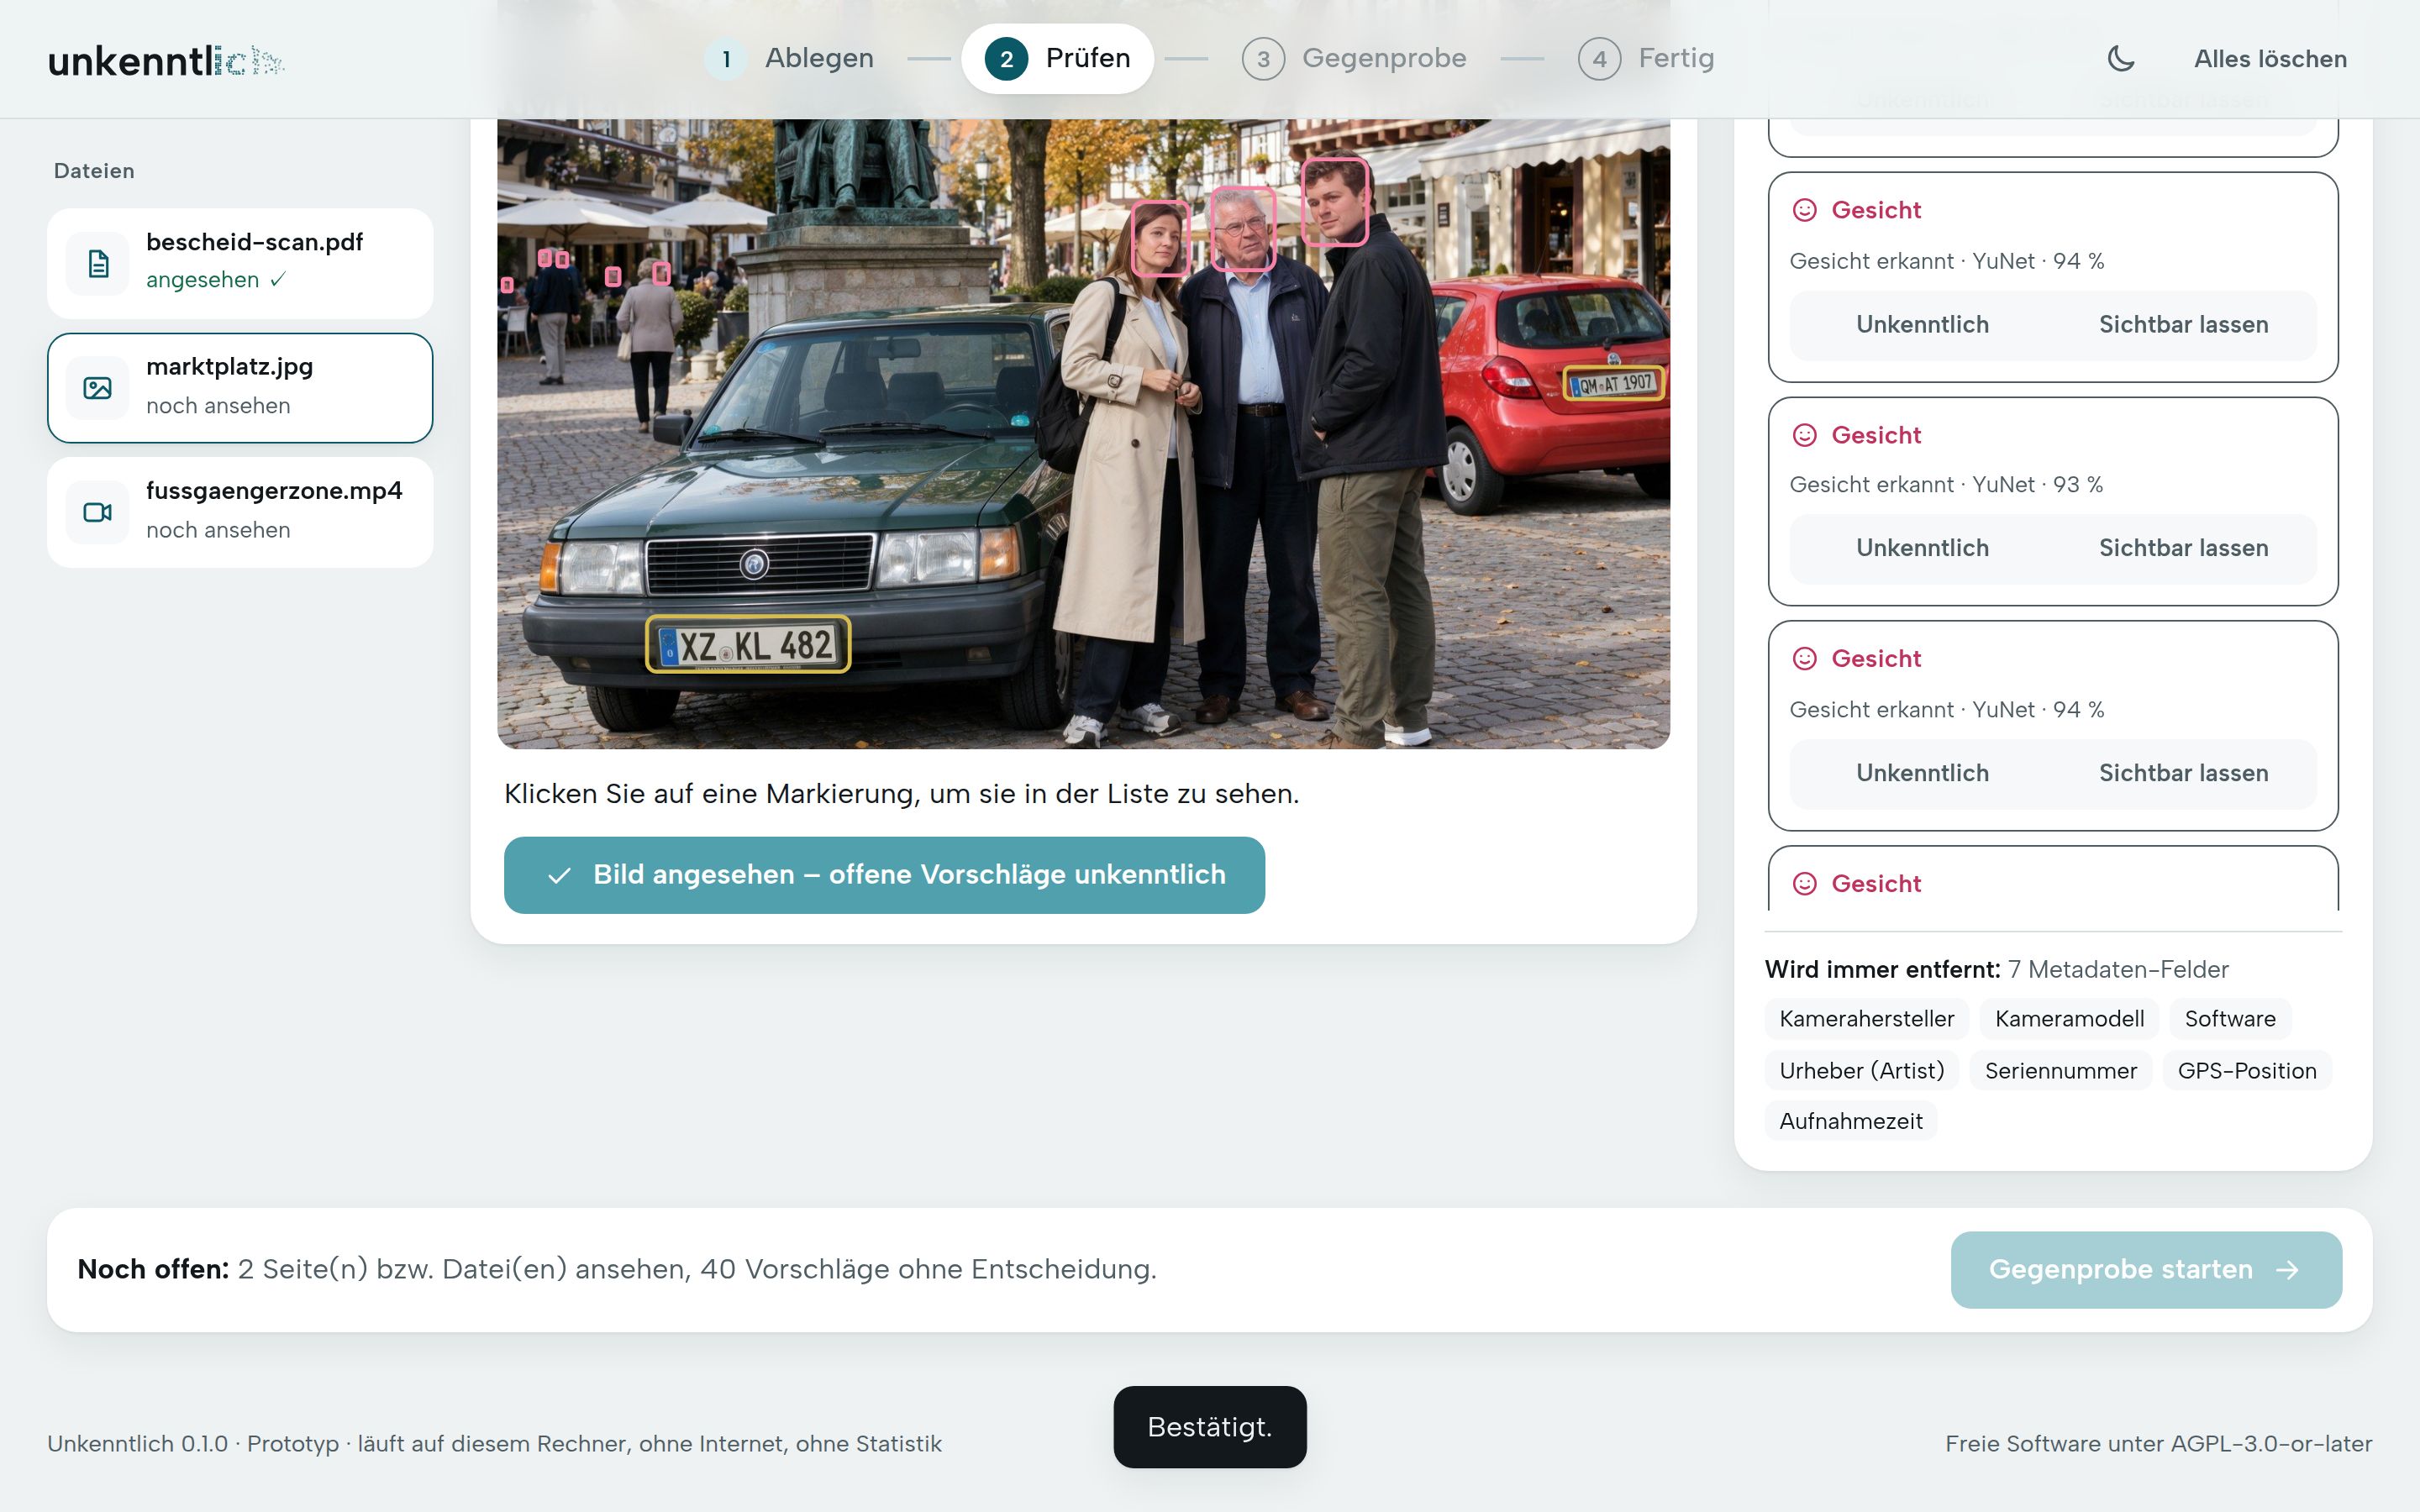 unkenntlich
1 Ablegen
2 Prüfen
3 Gegenprobe
4 Fertig
Alles löschen
Dateien
bescheid-scan.pdf
angesehen ✓
marktplatz.jpg
noch ansehen
fussgaengerzone.mp4
noch ansehen
QM AT 1907
XZ KL 482
Klicken Sie auf eine Markierung, um sie in der Liste zu sehen.
Bild angesehen – offene Vorschläge unkenntlich
Unkenntlich Sichtbar lassen
Gesicht
Gesicht erkannt · YuNet · 94 %
Unkenntlich Sichtbar lassen
Gesicht
Gesicht erkannt · YuNet · 93 %
Unkenntlich Sichtbar lassen
Gesicht
Gesicht erkannt · YuNet · 94 %
Unkenntlich Sichtbar lassen
Gesicht
Wird immer entfernt: 7 Metadaten-Felder
Kamerahersteller Kameramodell Software
Urheber (Artist) Seriennummer GPS-Position
Aufnahmezeit
Noch offen: 2 Seite(n) bzw. Datei(en) ansehen, 40 Vorschläge ohne Entscheidung.
Gegenprobe starten →
Bestätigt.
Unkenntlich 0.1.0 · Prototyp · läuft auf diesem Rechner, ohne Internet, ohne Statistik
Freie Software unter AGPL-3.0-or-later